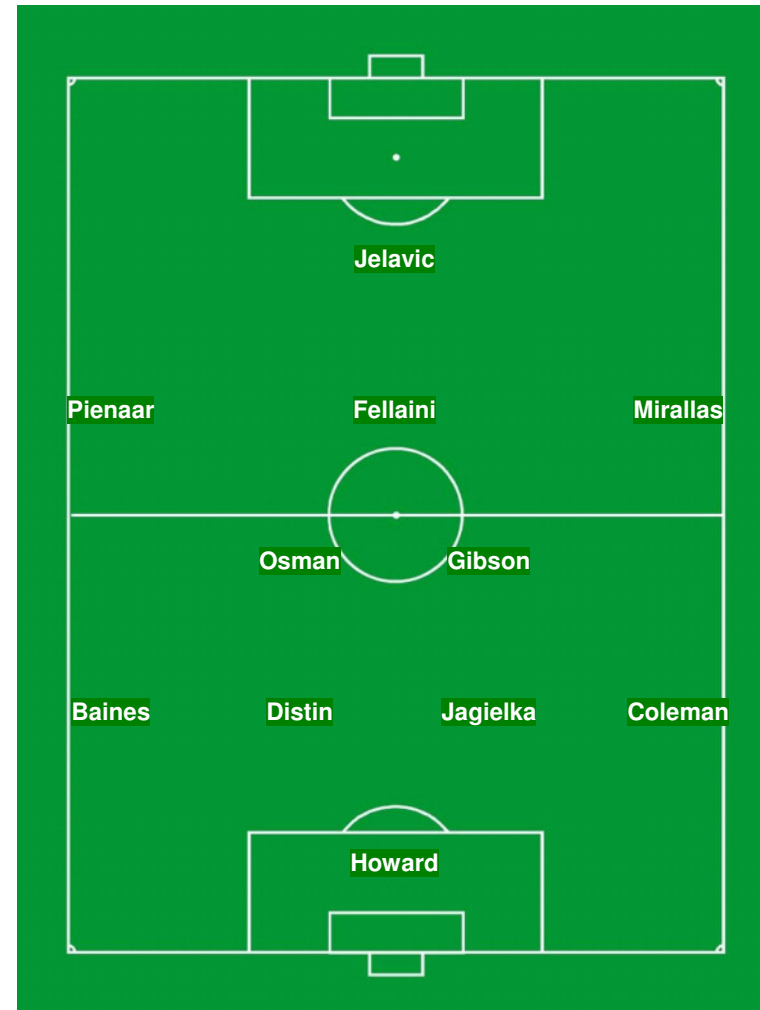 Jelavic
Pienaar Fellaini Mirallas
Osman Gibson
Baines Distin Jagielka Coleman
Howard